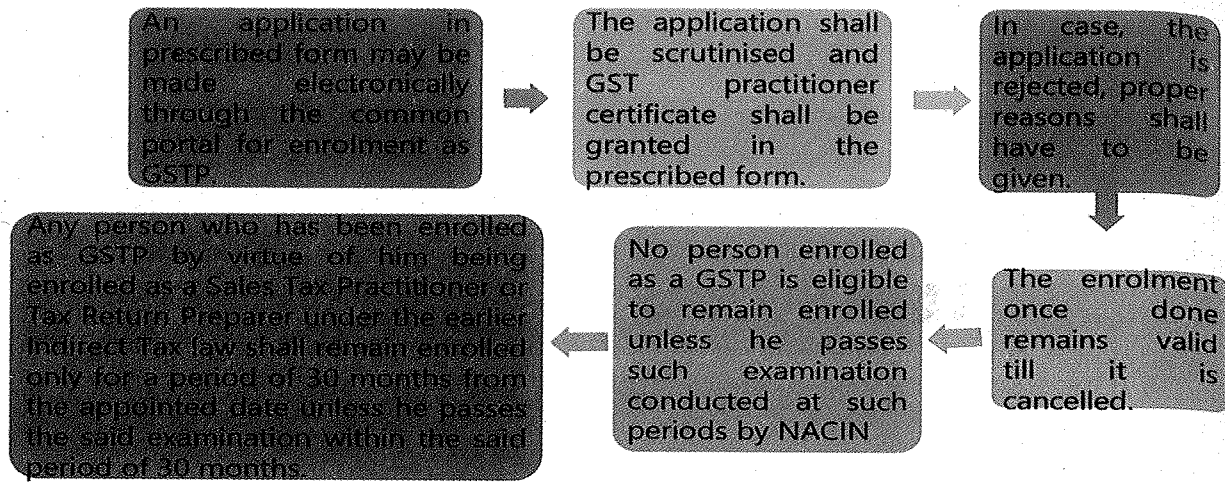 An application in
prescribed form may be
made electronically
through the common
portal for enrolment as
GSTP.
The application shall
be scrutinised and
GST practitioner
certificate shall be
granted in the
prescribed form.
In case, the
application is
rejected, proper
reasons shall
have to be
given.
The enrolment
once done
remains valid
till it is
cancelled.
No person enrolled
as a GSTP is eligible
to remain enrolled
unless he passes
such examination
conducted at such
periods by NACIN
Any person who has been enrolled
as GSTP by virtue of him being
enrolled as a Sales Tax Practitioner or
Tax Return Preparer under the earlier
Indirect Tax law shall remain enrolled
only for a period of 30 months from
the appointed date unless he passes
the said examination within the said
period of 30 months.